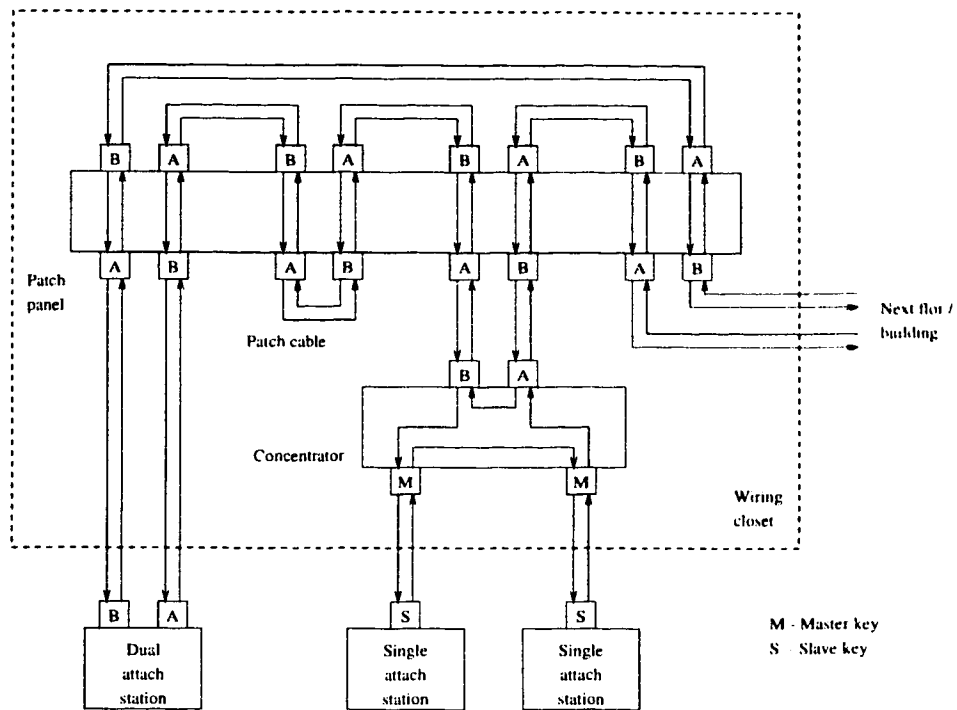 B A B A B A B A
A B A B A B A B
Patch
panel
Patch cable
Next flor /
building
B A
Concentrator
M M
Wiring
closet
B A S S
Dual
attach
station
Single
attach
station
Single
attach
station
M - Master key
S - Slave key